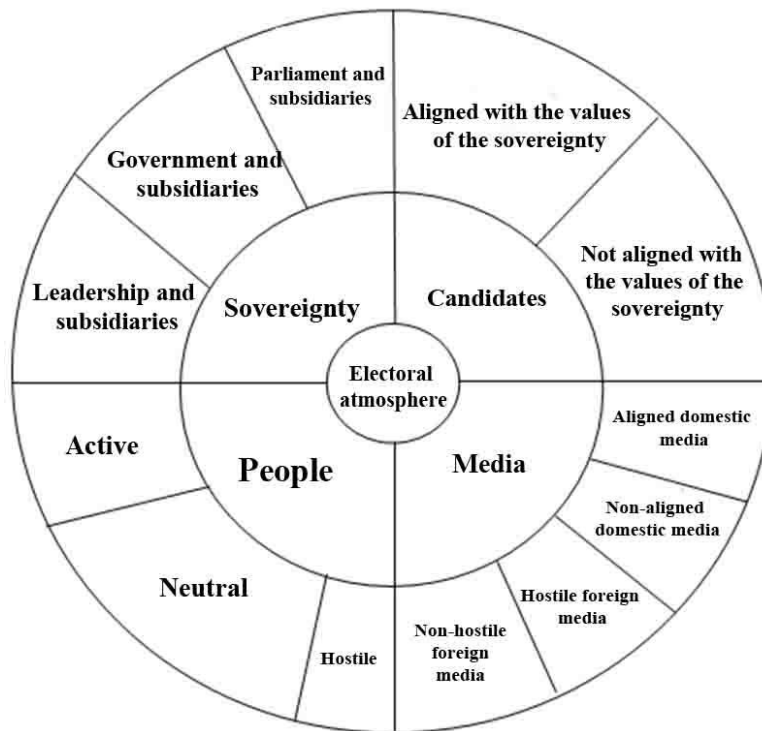 Parliament and
subsidiaries
Aligned with the values
of the sovereignty
Government and
subsidiaries
Not aligned with
the values of the
sovereignty
Leadership and
subsidiaries
Sovereignty
Candidates
Electoral
atmosphere
Active
People
Media
Aligned domestic
media
Non-aligned
domestic media
Neutral
Hostile
Non-hostile
foreign
media
Hostile foreign
media